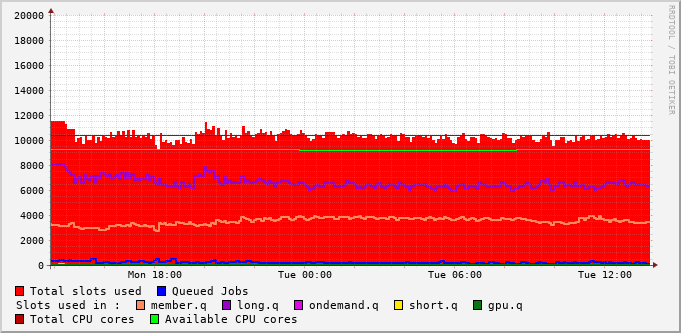 20000
18000
16000
14000
12000
10000
8000
6000
4000
2000
0
Mon 18:00 Tue 00:00 Tue 06:00 Tue 12:00
RRDTOOL / TOBI OETIKER
Total slots used Queued Jobs
Slots used in : member.q long.q ondemand.q short.q gpu.q
Total CPU cores Available CPU cores